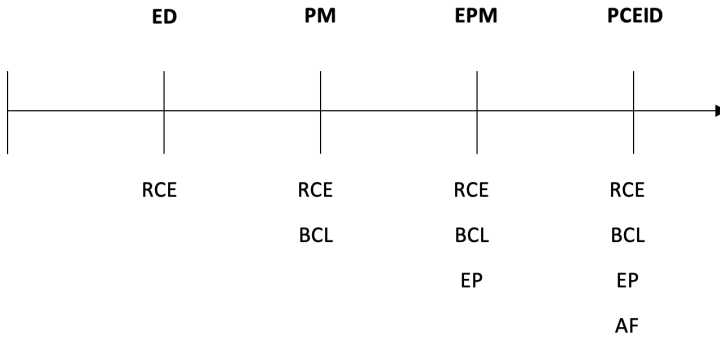 ED PM EPM PCEID
RCE RCE RCE RCE
BCL BCL BCL
EP EP
AF